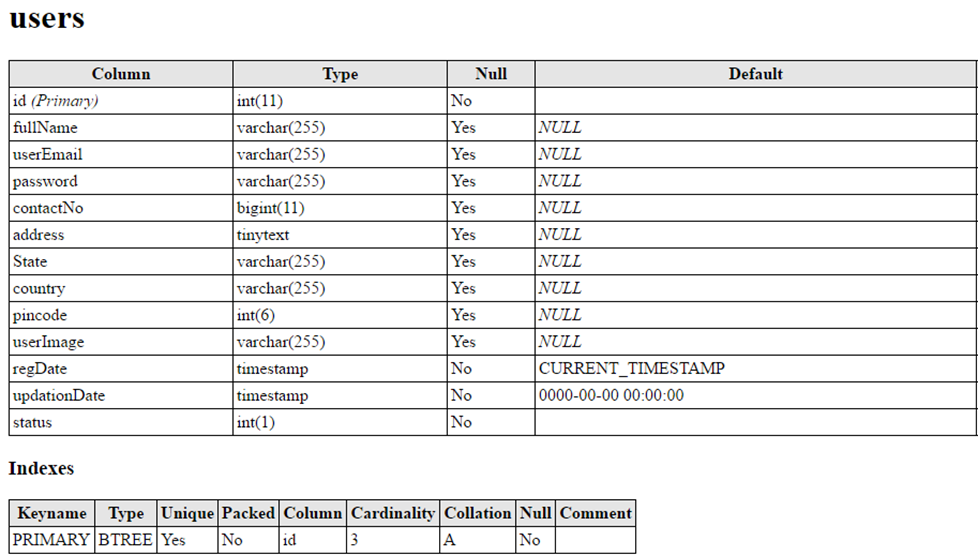 users
Column Type Null Default
id (Primary) int(11) No
fullName varchar(255) Yes NULL
userEmail varchar(255) Yes NULL
password varchar(255) Yes NULL
contactNo bigint(11) Yes NULL
address tinytext Yes NULL
State varchar(255) Yes NULL
country varchar(255) Yes NULL
pincode int(6) Yes NULL
userImage varchar(255) Yes NULL
regDate timestamp No CURRENT_TIMESTAMP
updationDate timestamp No 0000-00-00 00:00:00
status int(1) No
Indexes
Keyname Type Unique Packed Column Cardinality Collation Null Comment
PRIMARY BTREE Yes No id 3 A No